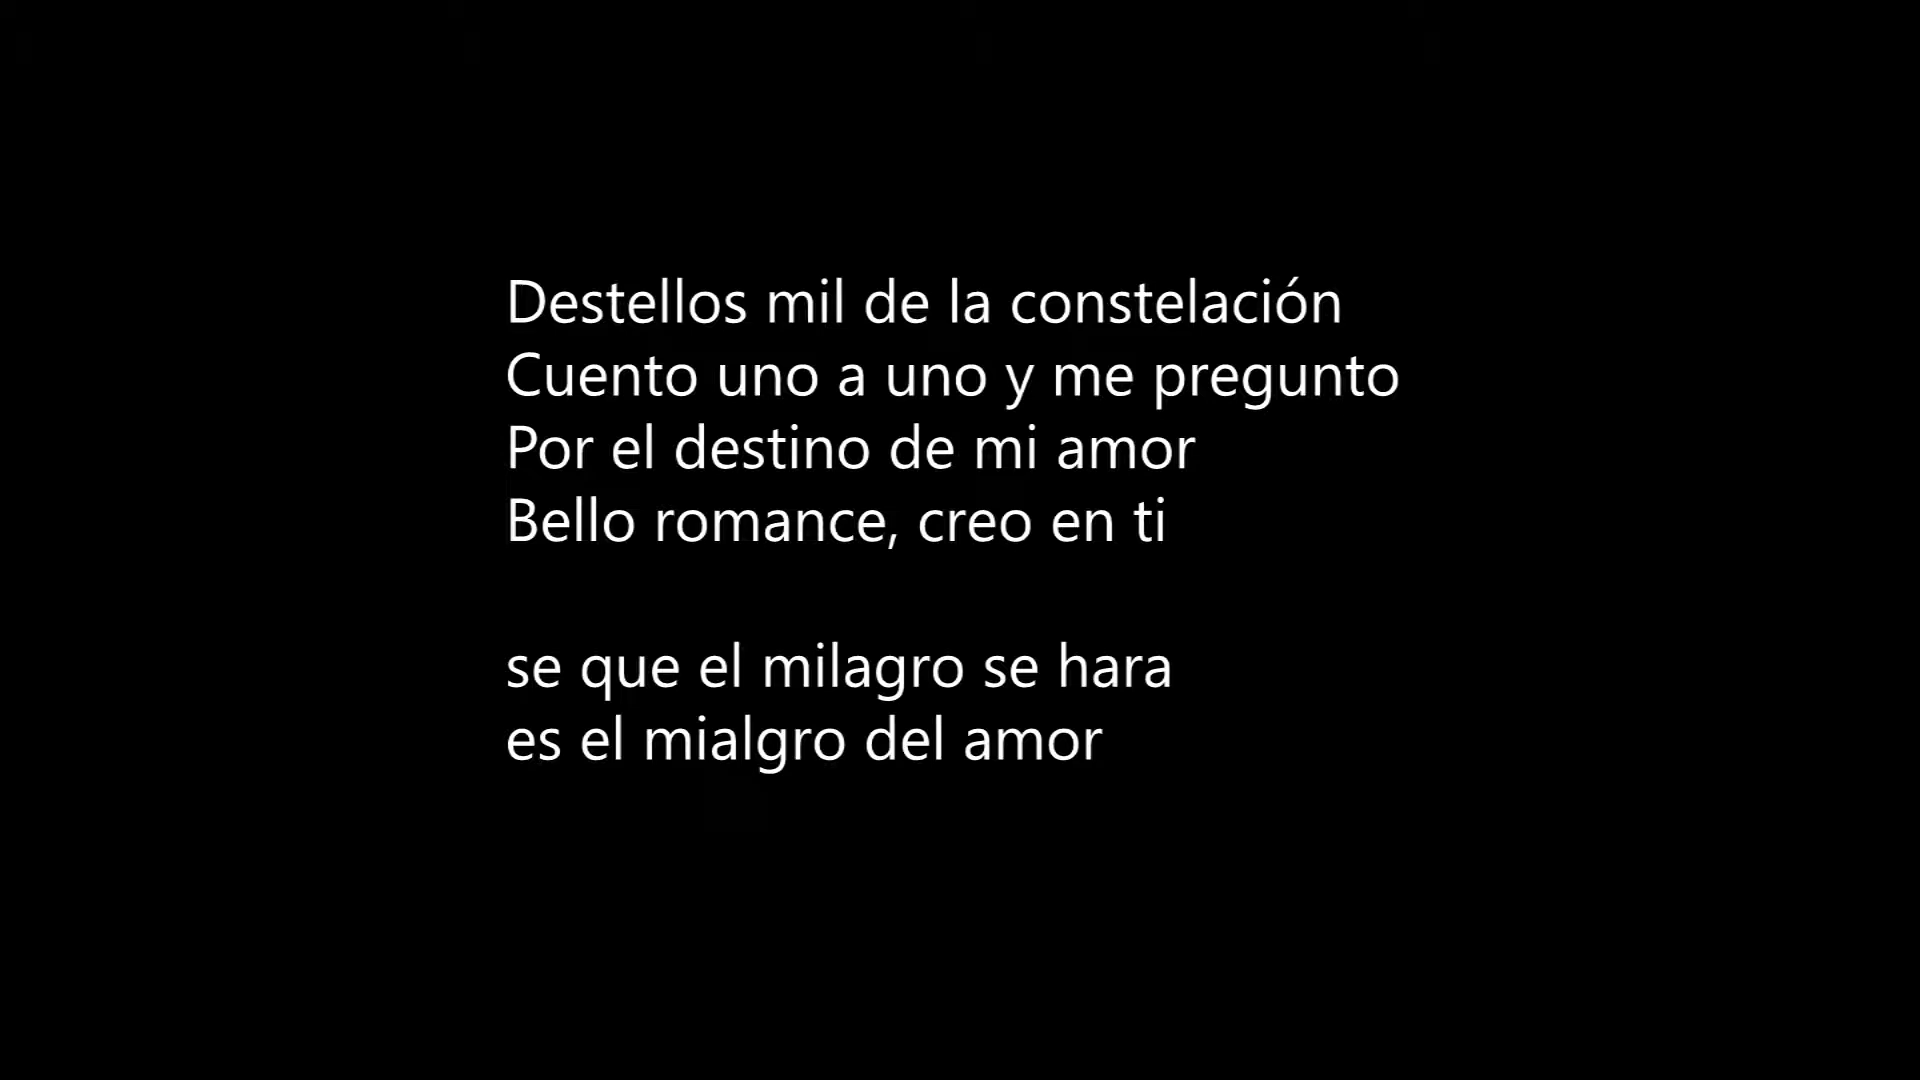 Destellos mil de la constelación
Cuento uno a uno y me pregunto
Por el destino de mi amor
Bello romance, creo en ti
se que el milagro se hara
es el mialgro del amor